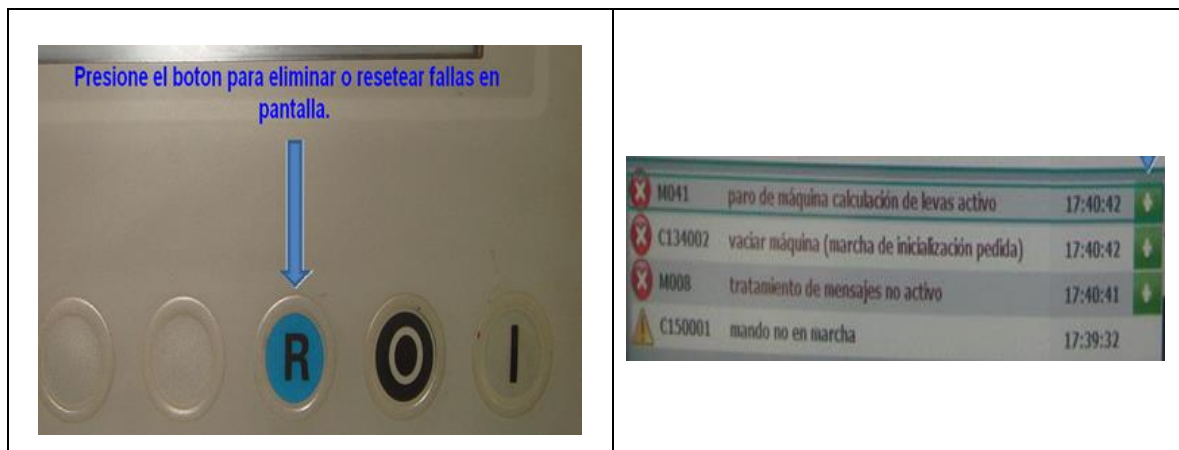 Presione el boton para eliminar o resetear fallas en
pantalla.
R
O
I
M041 paro de máquina calculación de levas activo 17:40:42
C134002 vaciar máquina (marcha de inicialización pedida) 17:40:42
M008 tratamiento de mensajes no activo 17:40:41
C150001 mando no en marcha 17:39:32